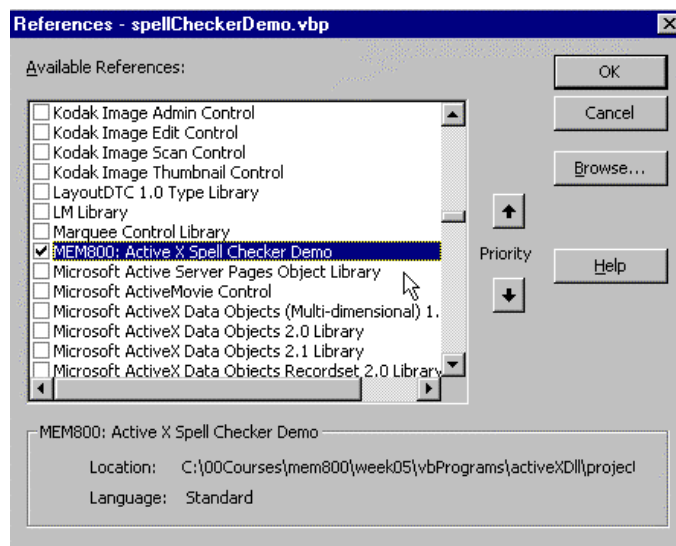 References - spellCheckerDemo.vbp
Available References:
Kodak Image Admin Control
Kodak Image Edit Control
Kodak Image Scan Control
Kodak Image Thumbnail Control
LayoutDTC 1.0 Type Library
LM Library
Marquee Control Library
MEM800: Active X Spell Checker Demo
Microsoft Active Server Pages Object Library
Microsoft ActiveMovie Control
Microsoft ActiveX Data Objects (Multi-dimensional) 1.
Microsoft ActiveX Data Objects 2.0 Library
Microsoft ActiveX Data Objects 2.1 Library
Microsoft ActiveX Data Objects Recordset 2.0 Library
OK
Cancel
Browse...
Priority
Help
MEM800: Active X Spell Checker Demo
Location: C:\00Courses\mem800\week05\vbPrograms\activeXDll\project
Language: Standard